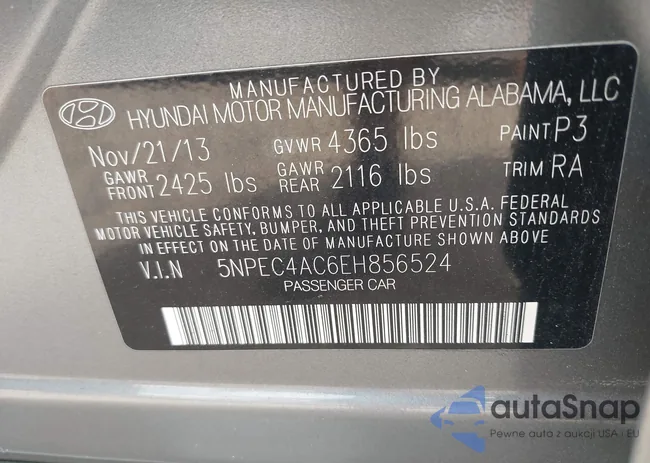 MANUFACTURED BY
HYUNDAI MOTOR MANUFACTURING ALABAMA, LLC
Nov/21/13 GVWR 4365 lbs PAINT P3
GAWR FRONT 2425 lbs GAWR REAR 2116 lbs TRIM RA
THIS VEHICLE CONFORMS TO ALL APPLICABLE U.S.A. FEDERAL
MOTOR VEHICLE SAFETY, BUMPER, AND THEFT PREVENTION STANDARDS
IN EFFECT ON THE DATE OF MANUFACTURE SHOWN ABOVE
V.I.N 5NPEC4AC6EH856524
PASSENGER CAR
autaSnap
Pewne auto z aukcji USA i EU